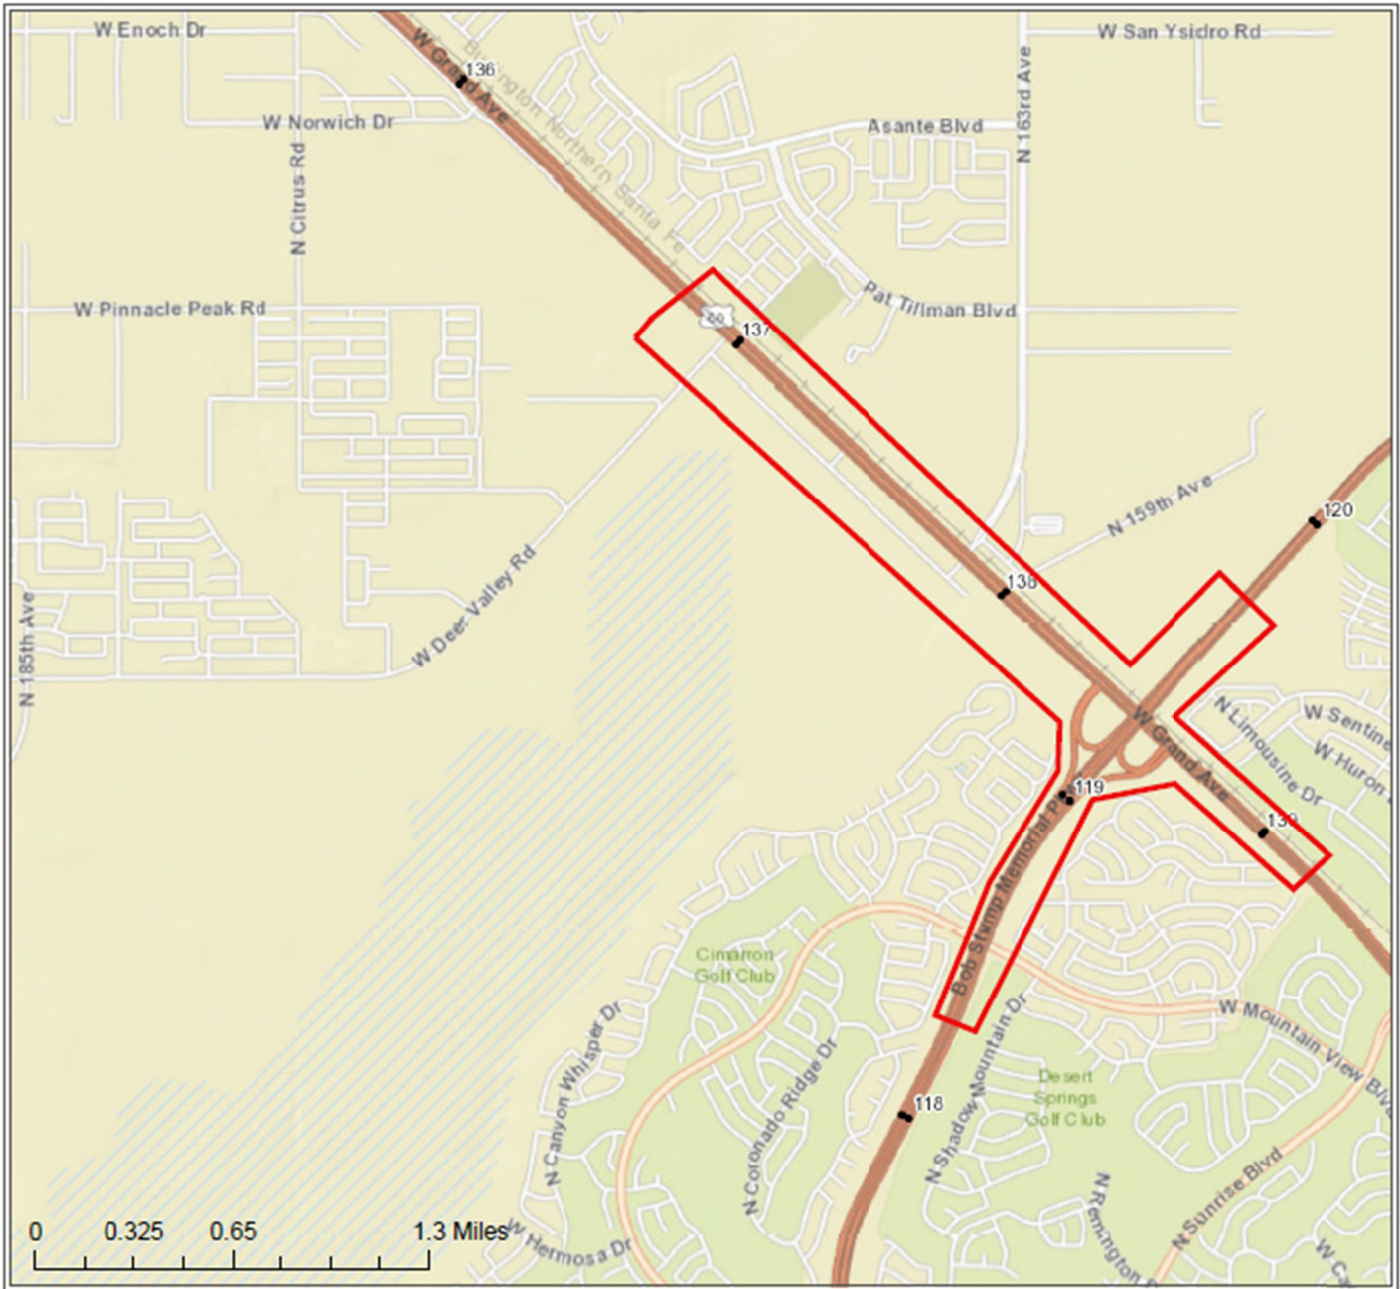 W Enoch Dr
W San Ysidro Rd
W Grand Ave
136
Burlington Northern Santa Fe
N 163rd Ave
W Norwich Dr
Asante Blvd
N Citrus Rd
W Pinnacle Peak Rd
Pat Tillman Blvd
60
137
N 159th Ave
120
138
W Deer Valley Rd
N 185th Ave
N Limousine Dr
W Sentine
W Huron
W Grand Ave
119
139
Bob Stump Memorial
Cimarron
Golf Club
W Mountain View Blv
N Canyon Whisper Dr
N Coronado Ridge Dr
N Shadow Mountain Dr
Desert
Springs
Golf Club
118
N Sunrise Blvd
N Remington
W Hermosa Dr
W Ca
0 0.325 0.65 1.3 Miles